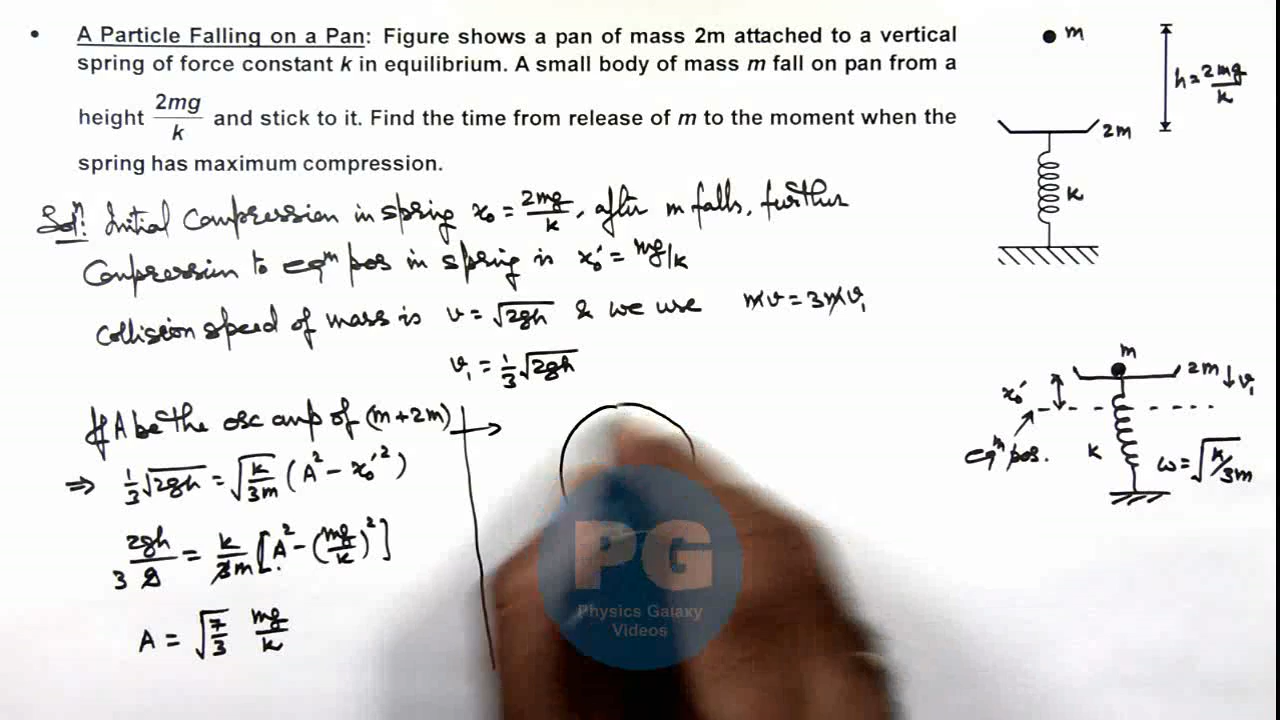 • A Particle Falling on a Pan: Figure shows a pan of mass 2m attached to a vertical
spring of force constant k in equilibrium. A small body of mass m fall on pan from a
height 2mg/k and stick to it. Find the time from release of m to the moment when the
spring has maximum compression.
m
h = 2mg/k
2m
k
Solⁿ: Initial Compression in spring x₀ = 2mg/k, after m falls, further
Compression to eqᵐ pos in spring is x₀′ = mg/k
Collision speed of mass is v = √2gh & we use mv = 3mv₁
v₁ = 1/3 √2gh
If A be the osc amp of (m + 2m) →
⇒ 1/3 √2gh = √k/3m (A² − x₀′²)
2gh/3 9 = k/3m [A² − (mg/k)²]
A = √7/3 mg/k
m
2m ↓v₁
x₀′
eqᵐ pos.
k
ω = √k/3m
PG
Physics Galaxy
Videos